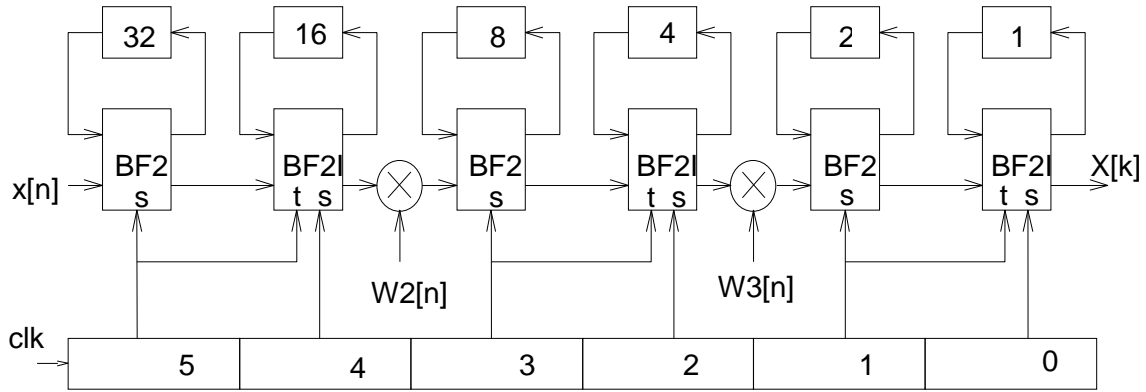 32 16 8 4 2 1
BF2 BF2I BF2 BF2I BF2 BF2I X[k]
x[n] s t s s t s s t s
W2[n] W3[n]
clk
5 4 3 2 1 0